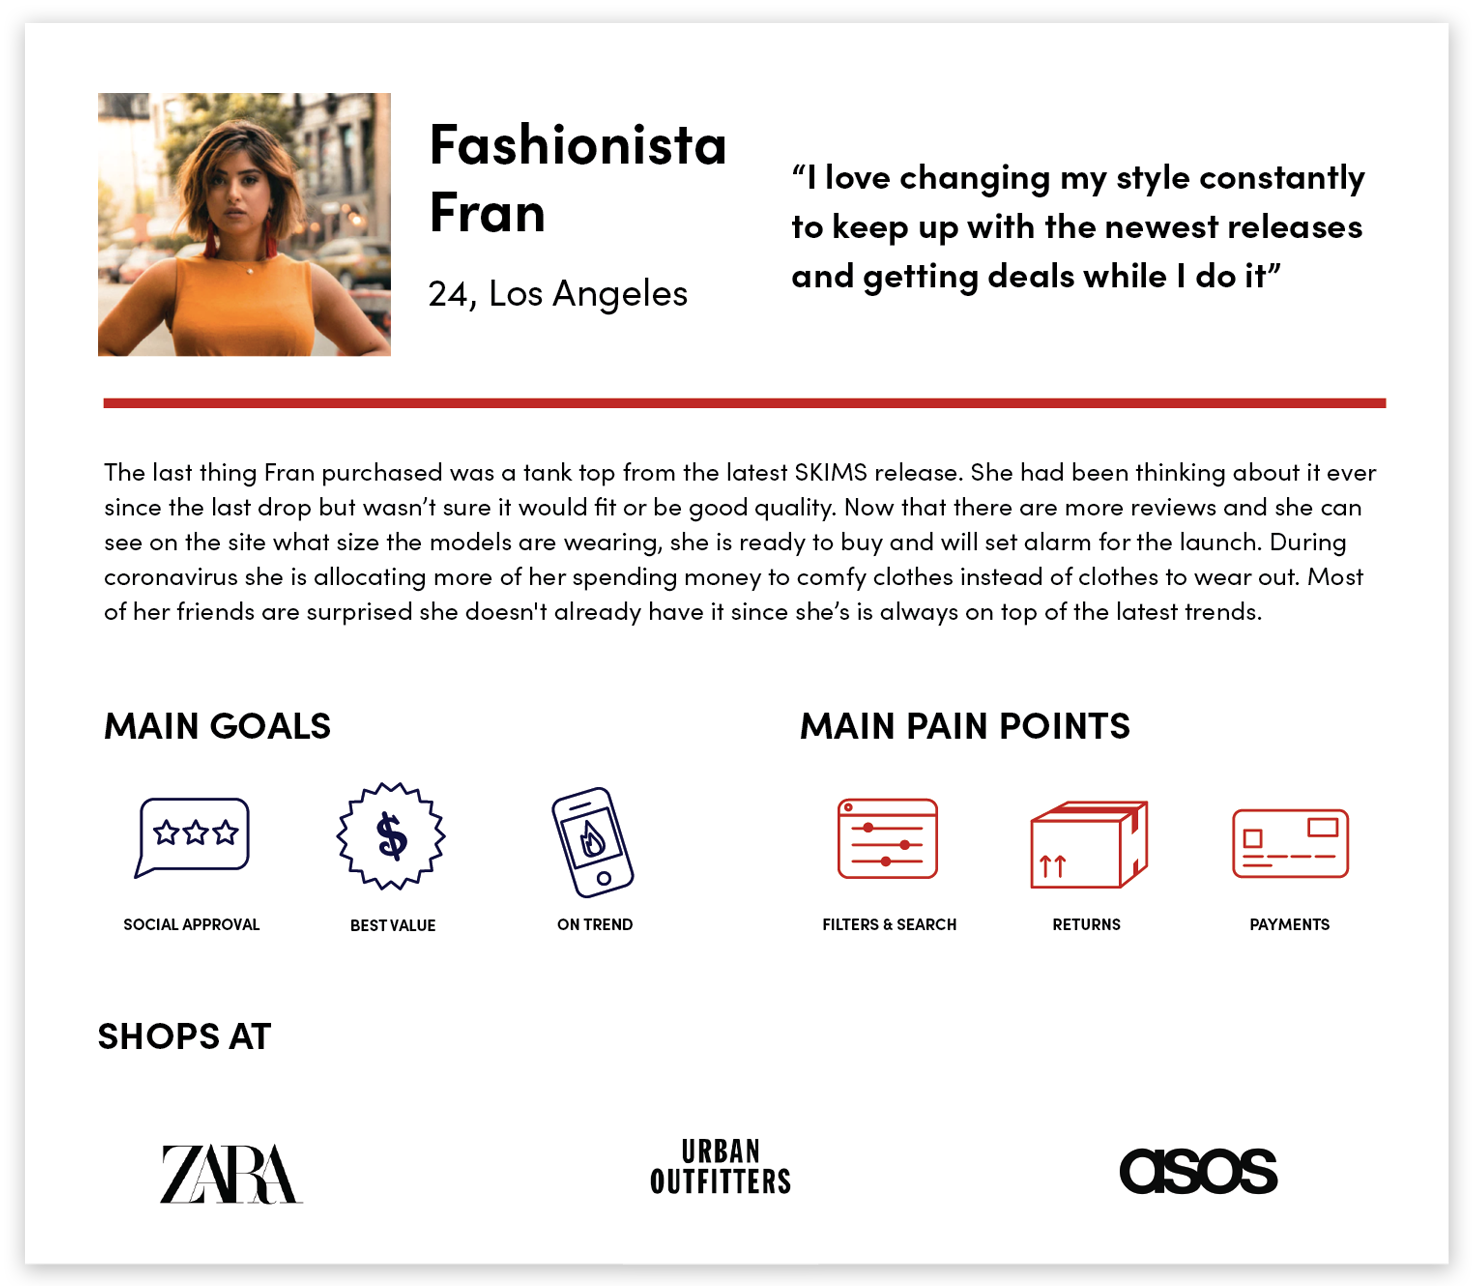 Fashionista
Fran
24, Los Angeles
“I love changing my style constantly
to keep up with the newest releases
and getting deals while I do it”
The last thing Fran purchased was a tank top from the latest SKIMS release. She had been thinking about it ever
since the last drop but wasn’t sure it would fit or be good quality. Now that there are more reviews and she can
see on the site what size the models are wearing, she is ready to buy and will set alarm for the launch. During
coronavirus she is allocating more of her spending money to comfy clothes instead of clothes to wear out. Most
of her friends are surprised she doesn't already have it since she’s is always on top of the latest trends.
MAIN GOALS
$
SOCIAL APPROVAL
BEST VALUE
ON TREND
MAIN PAIN POINTS
FILTERS & SEARCH
RETURNS
PAYMENTS
SHOPS AT
ZARA
URBAN
OUTFITTERS
asos